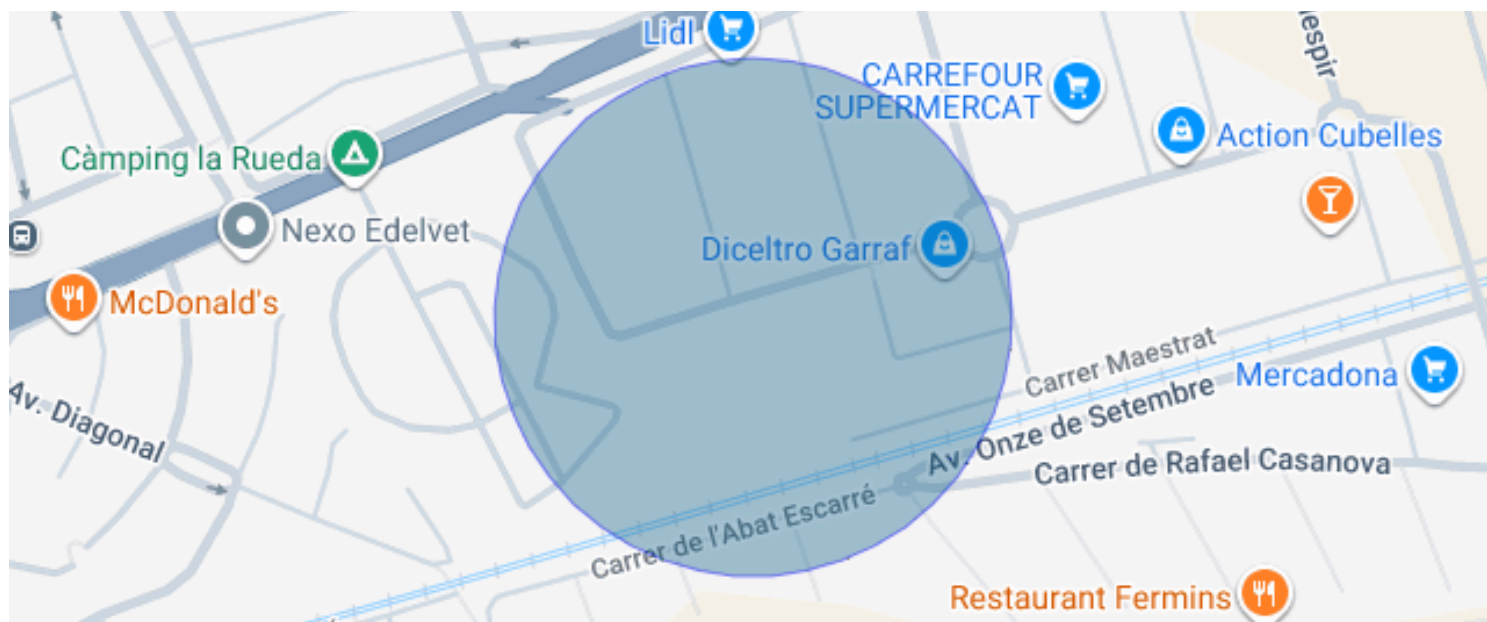 Lidl
espir
CARREFOUR
SUPERMERCAT
Action Cubelles
Càmping la Rueda
Nexo Edelvet
Diceltro Garraf
McDonald's
Carrer Maestrat
Mercadona
Av. Diagonal
Av. Onze de Setembre
Carrer de Rafael Casanova
Carrer de l'Abat Escarré
Restaurant Fermins